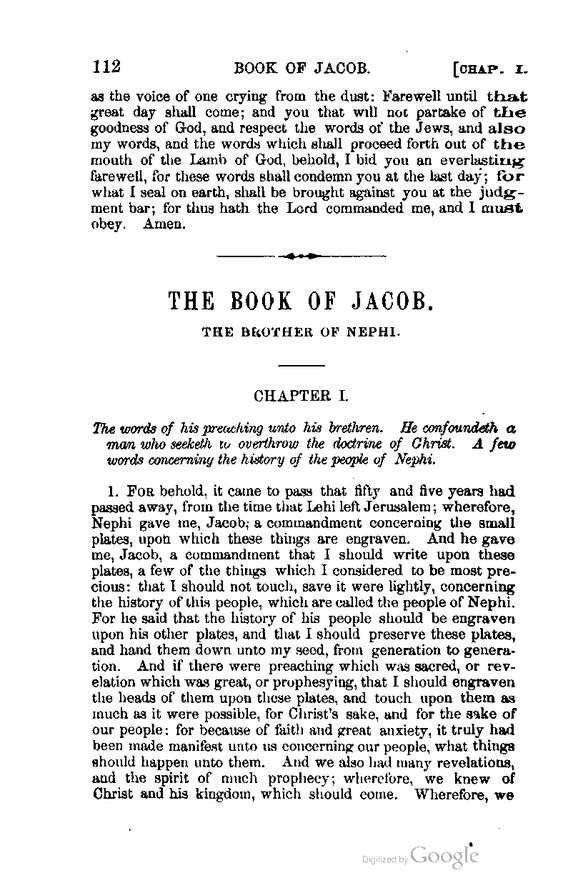 112 BOOK OF JACOB. [CHAP. I.
as the voice of one crying from the dust: Farewell until that
great day shall come; and you that will not partake of the
goodness of God, and respect the words of the Jews, and also
my words, and the words which shall proceed forth out of the
mouth of the Lamb of God, behold, I bid you an everlasting
farewell, for these words shall condemn you at the last day; for
what I seal on earth, shall be brought against you at the judg-
ment bar; for thus hath the Lord commanded me, and I must
obey. Amen.
THE BOOK OF JACOB.
THE BROTHER OF NEPHI.
CHAPTER I.
The words of his preaching unto his brethren. He confoundeth a
man who seeketh to overthrow the doctrine of Christ. A few
words concerning the history of the people of Nephi.
1. FOR behold, it came to pass that fifty and five years had
passed away, from the time that Lehi left Jerusalem; wherefore,
Nephi gave me, Jacob, a commandment concerning the small
plates, upon which these things are engraven. And he gave
me, Jacob, a commandment that I should write upon these
plates, a few of the things which I considered to be most pre-
cious: that I should not touch, save it were lightly, concerning
the history of this people, which are called the people of Nephi.
For he said that the history of his people should be engraven
upon his other plates, and that I should preserve these plates,
and hand them down unto my seed, from generation to genera-
tion. And if there were preaching which was sacred, or rev-
elation which was great, or prophesying, that I should engraven
the heads of them upon these plates, and touch upon them as
much as it were possible, for Christ's sake, and for the sake of
our people: for because of faith and great anxiety, it truly had
been made manifest unto us concerning our people, what things
should happen unto them. And we also had many revelations,
and the spirit of much prophecy; wherefore, we knew of
Christ and his kingdom, which should come. Wherefore, we
Digitized by Google